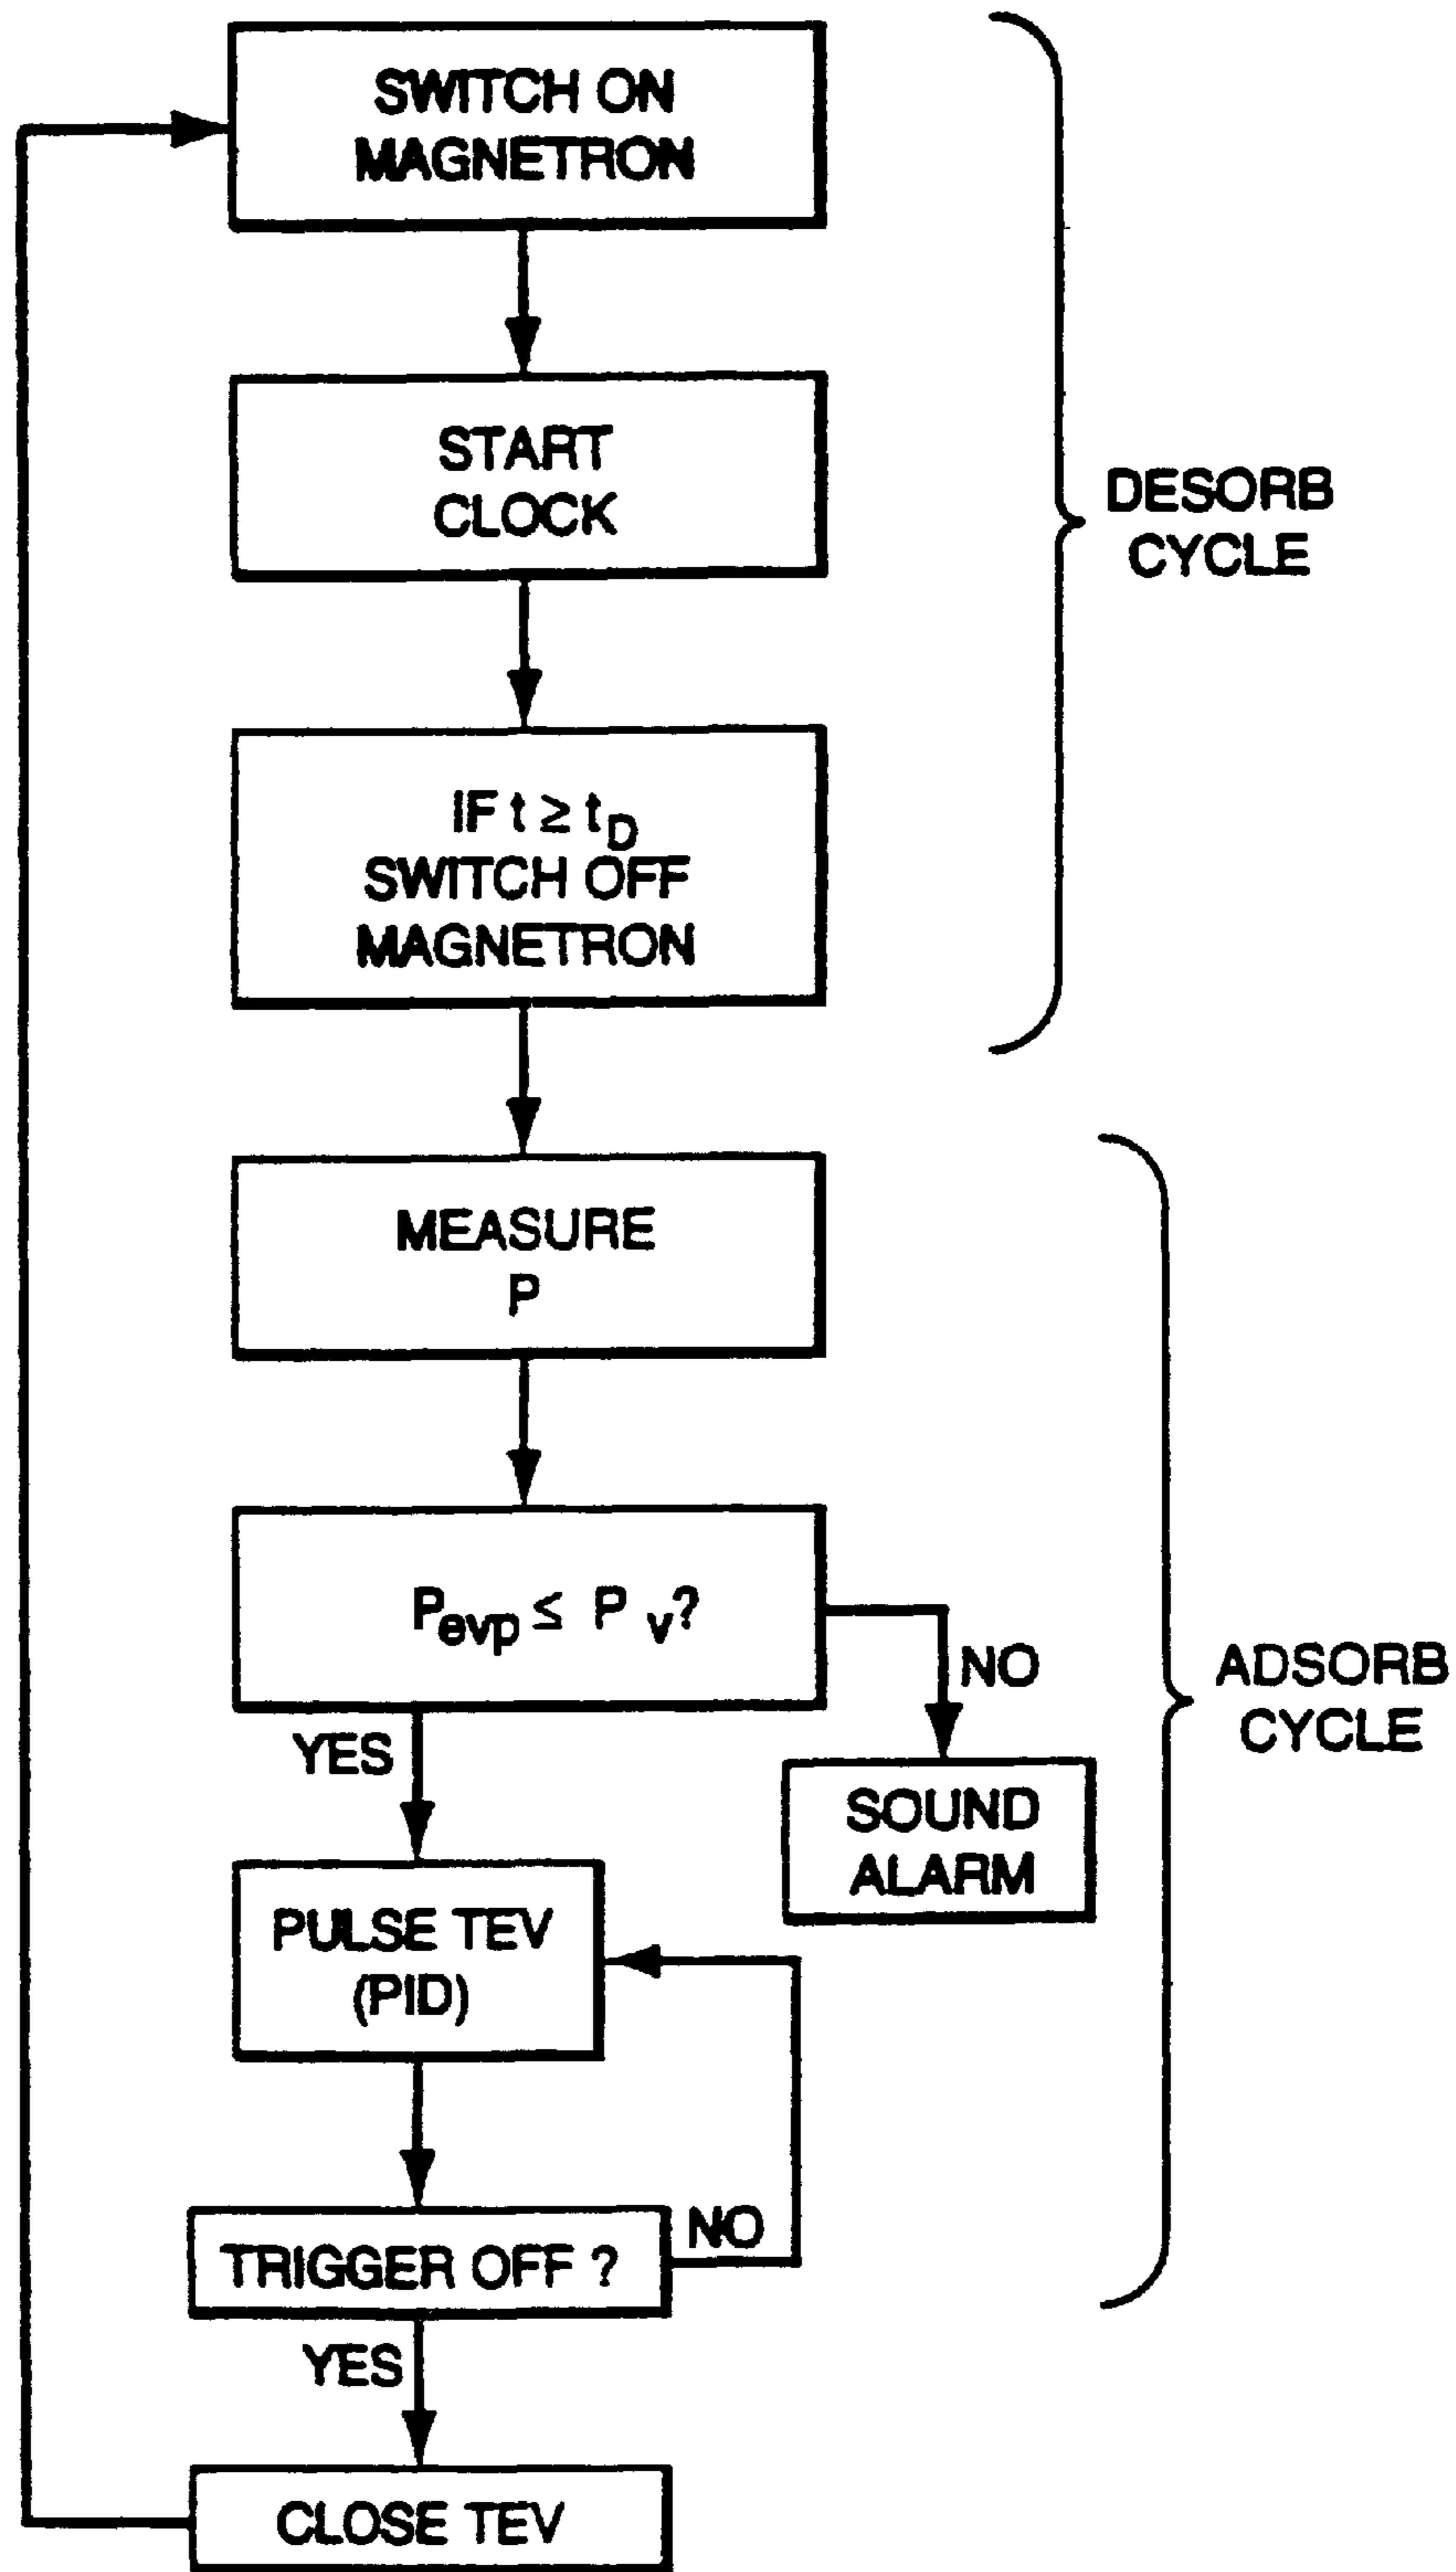 SWITCH ON
MAGNETRON
START
CLOCK
DESORB
CYCLE
IF t ≥ tD
SWITCH OFF
MAGNETRON
MEASURE
P
Pevp ≤ P v?
NO
YES
ADSORB
CYCLE
SOUND
ALARM
PULSE TEV
(PID)
TRIGGER OFF ?
NO
YES
CLOSE TEV